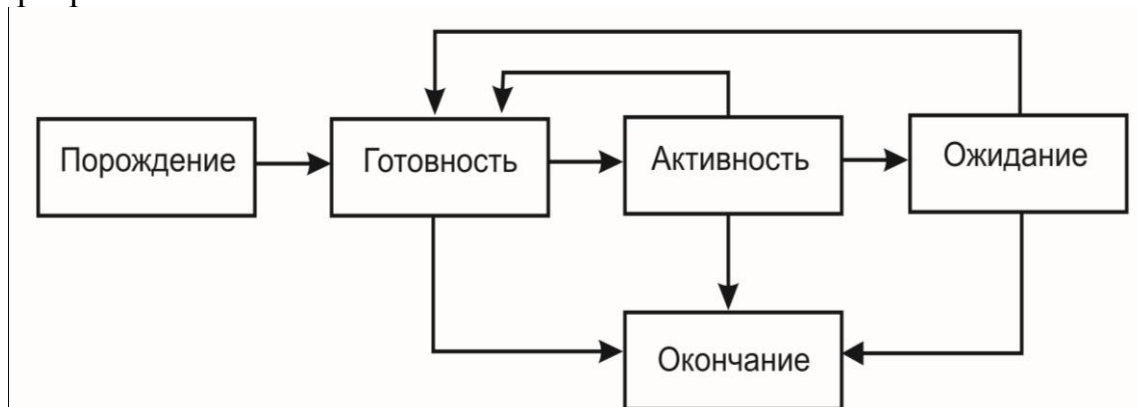 Порождение
Готовность
Активность
Ожидание
Окончание